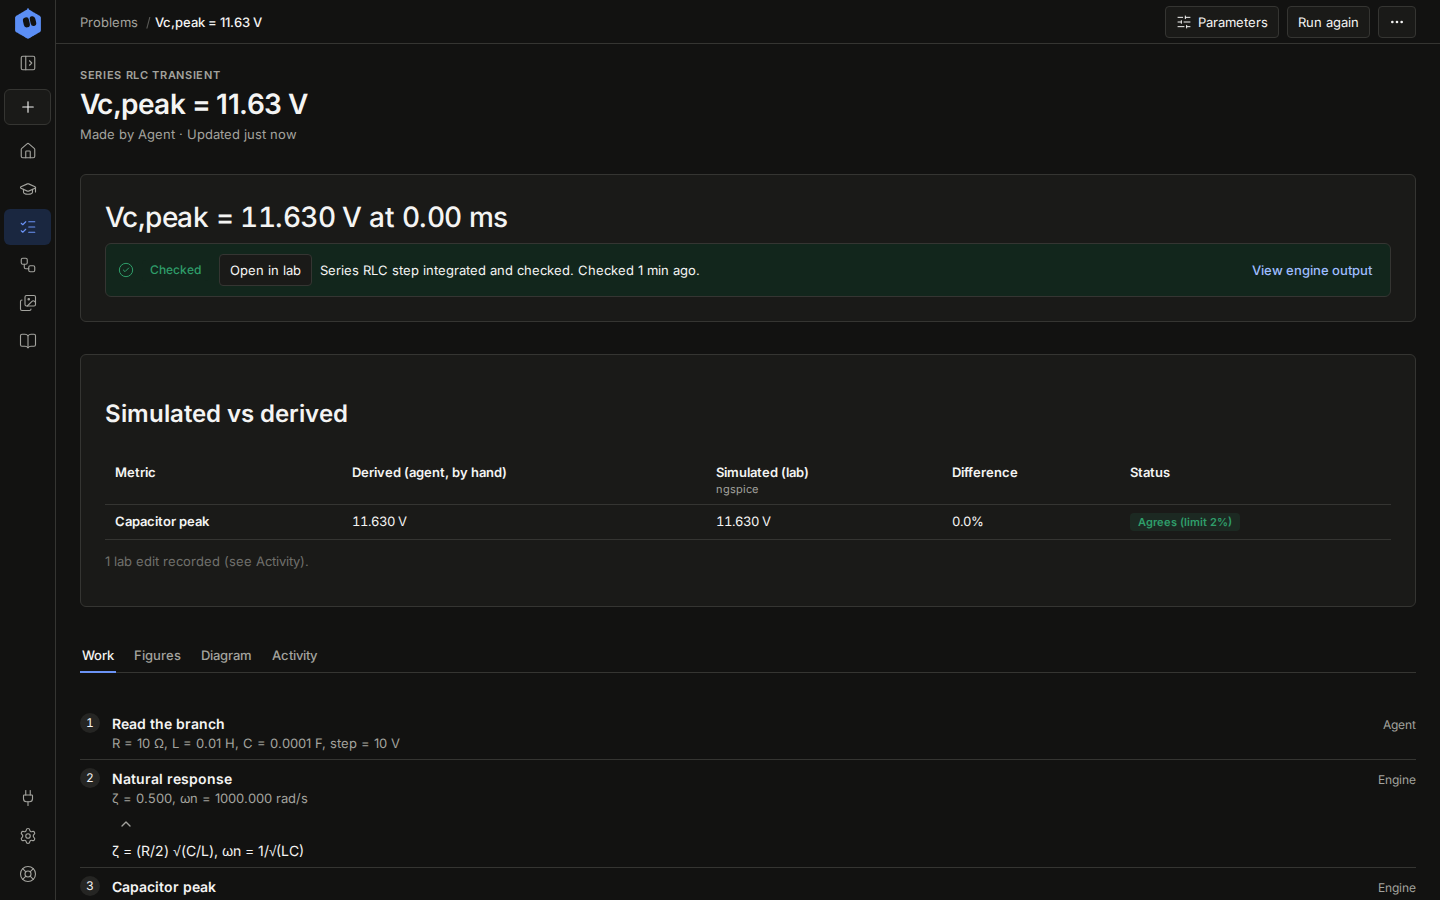 Problems / Vc,peak = 11.63 V
Parameters
Run again
SERIES RLC TRANSIENT
Vc,peak = 11.63 V
Made by Agent · Updated just now
Vc,peak = 11.630 V at 0.00 ms
Checked
Open in lab
Series RLC step integrated and checked. Checked 1 min ago.
View engine output
Simulated vs derived
Metric
Derived (agent, by hand)
Simulated (lab)
ngspice
Difference
Status
Capacitor peak
11.630 V
11.630 V
0.0%
Agrees (limit 2%)
1 lab edit recorded (see Activity).
Work
Figures
Diagram
Activity
1
Read the branch
Agent
R = 10 Ω, L = 0.01 H, C = 0.0001 F, step = 10 V
2
Natural response
Engine
ζ = 0.500, ωn = 1000.000 rad/s
ζ = (R/2) √(C/L), ωn = 1/√(LC)
3
Capacitor peak
Engine